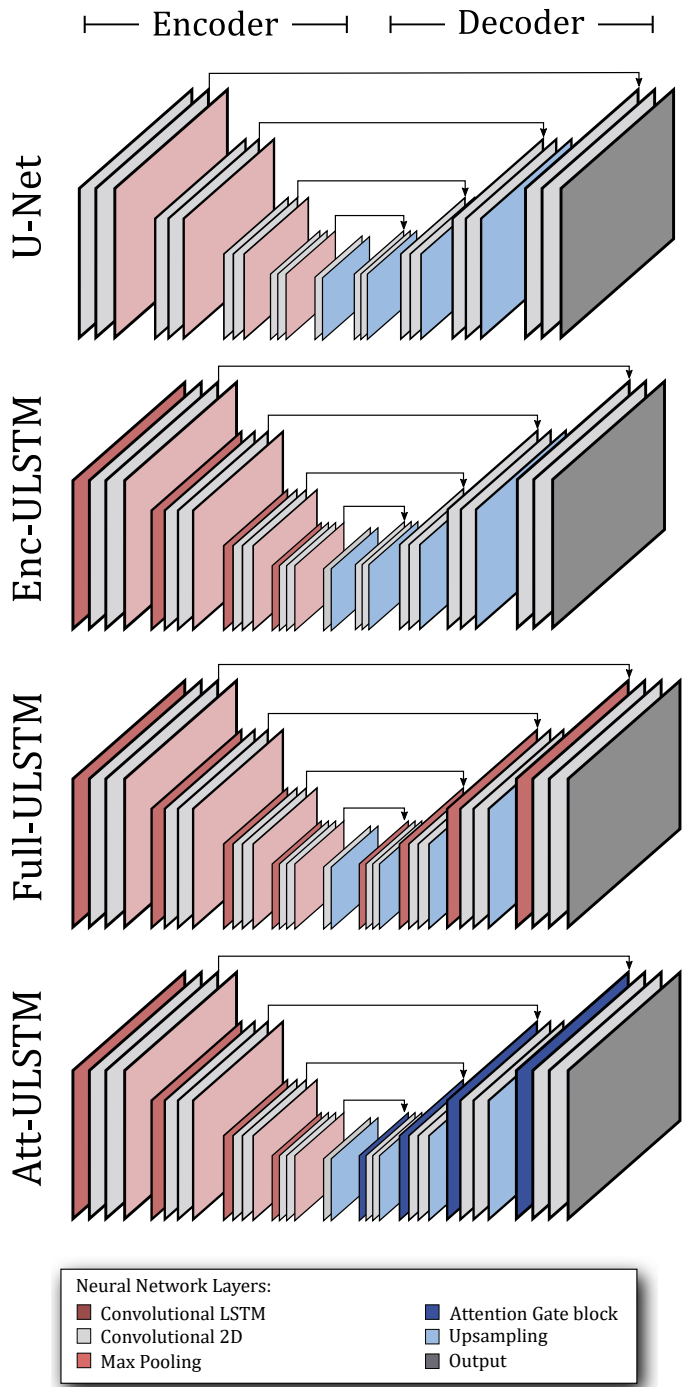 Encoder
Decoder
U-Net
Enc-ULSTM
Full-ULSTM
Att-ULSTM
Neural Network Layers:
Convolutional LSTM
Convolutional 2D
Max Pooling
Attention Gate block
Upsampling
Output